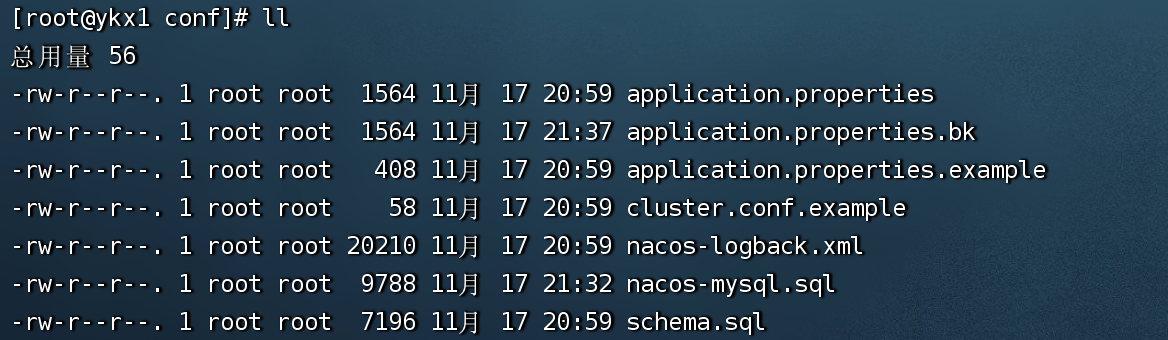 [root@ykx1 conf]# ll
总用量 56
-rw-r--r--. 1 root root  1564 11月  17 20:59 application.properties
-rw-r--r--. 1 root root  1564 11月  17 21:37 application.properties.bk
-rw-r--r--. 1 root root   408 11月  17 20:59 application.properties.example
-rw-r--r--. 1 root root    58 11月  17 20:59 cluster.conf.example
-rw-r--r--. 1 root root 20210 11月  17 20:59 nacos-logback.xml
-rw-r--r--. 1 root root  9788 11月  17 21:32 nacos-mysql.sql
-rw-r--r--. 1 root root  7196 11月  17 20:59 schema.sql